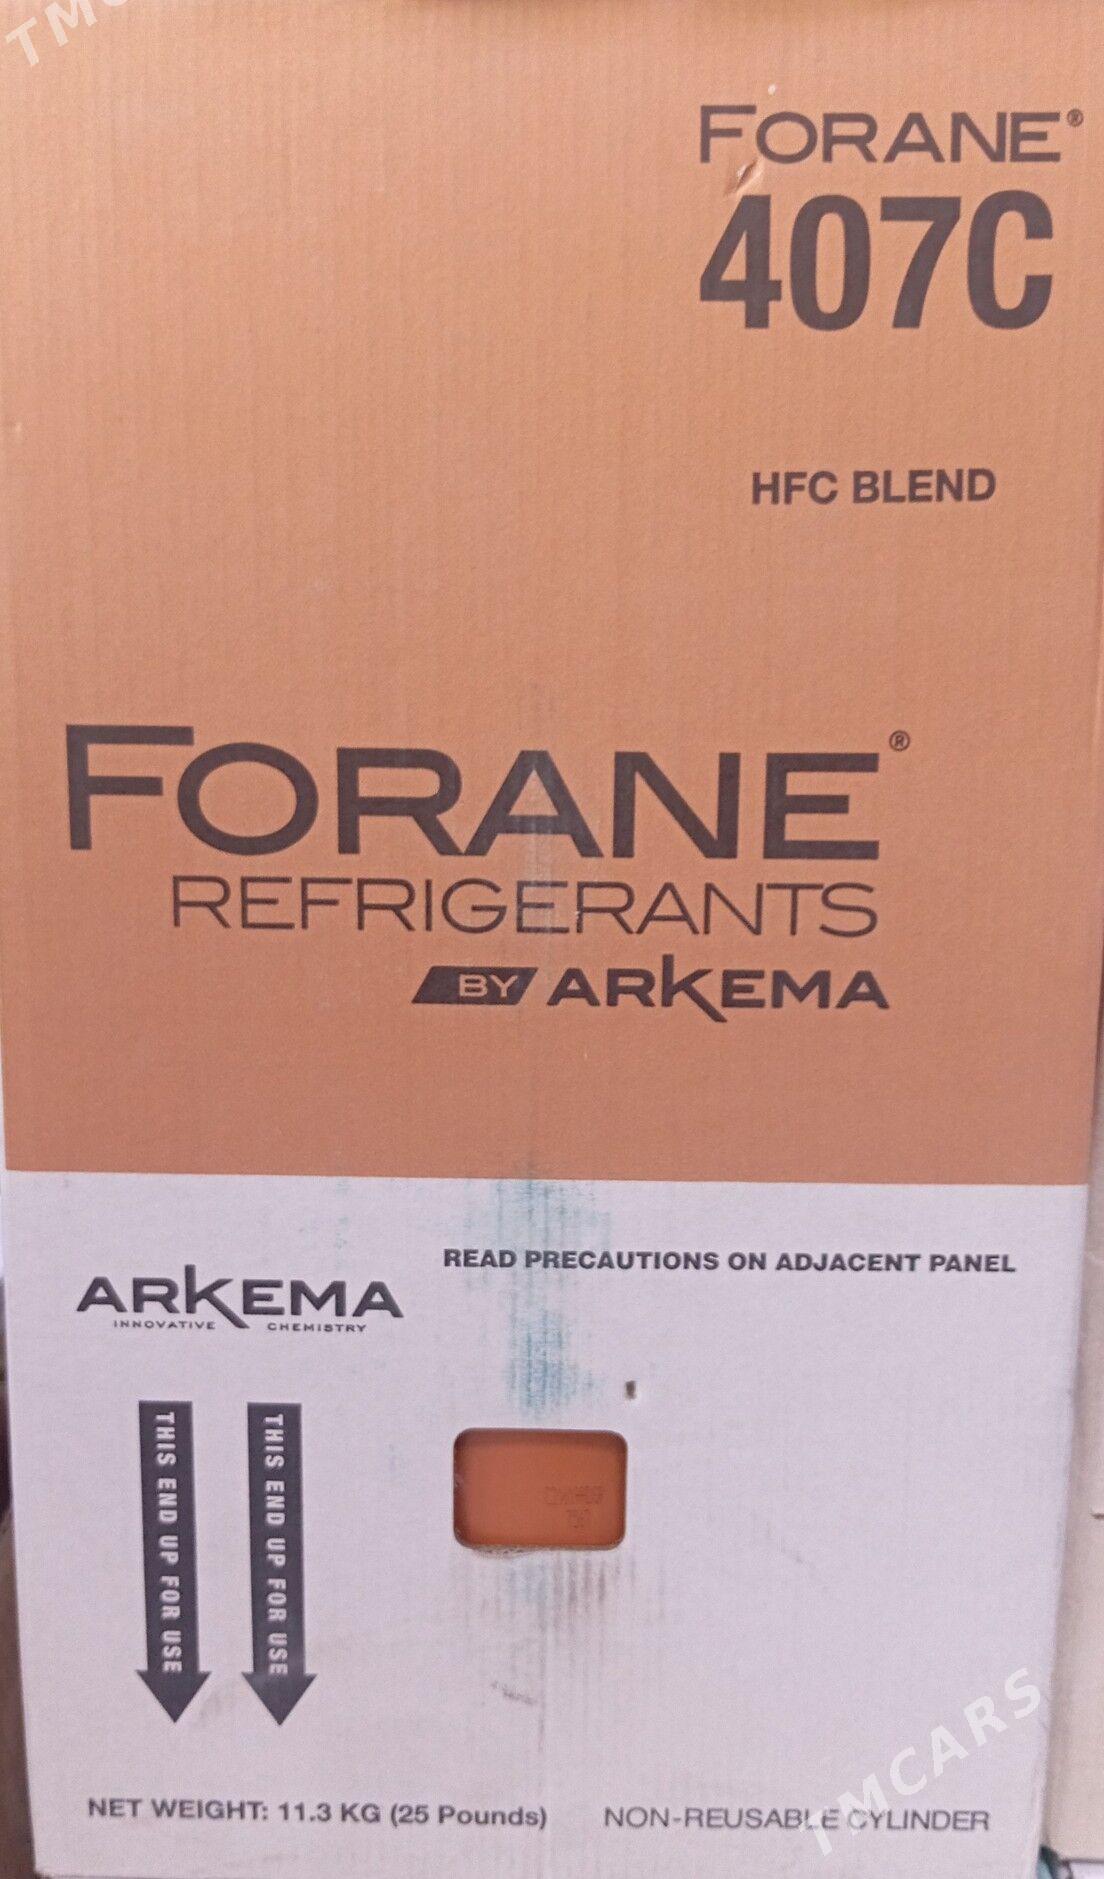 FORANE®
407C
HFC BLEND
FORANE®
REFRIGERANTS
BY ARKEMA
READ PRECAUTIONS ON ADJACENT PANEL
ARKEMA
INNOVATIVE CHEMISTRY
THIS END UP FOR USE
THIS END UP FOR USE
NET WEIGHT: 11.3 KG (25 Pounds)
NON-REUSABLE CYLINDER
TMCARS